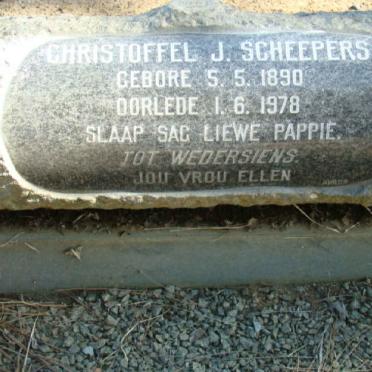 CHRISTOFFEL J. SCHEEPERS
GEBORE 5. 5. 1890
OORLEDE 1. 6. 1978
SLAAP SAG LIEWE PAPPIE.
TOT WEDERSIENS.
JOU VROU ELLEN